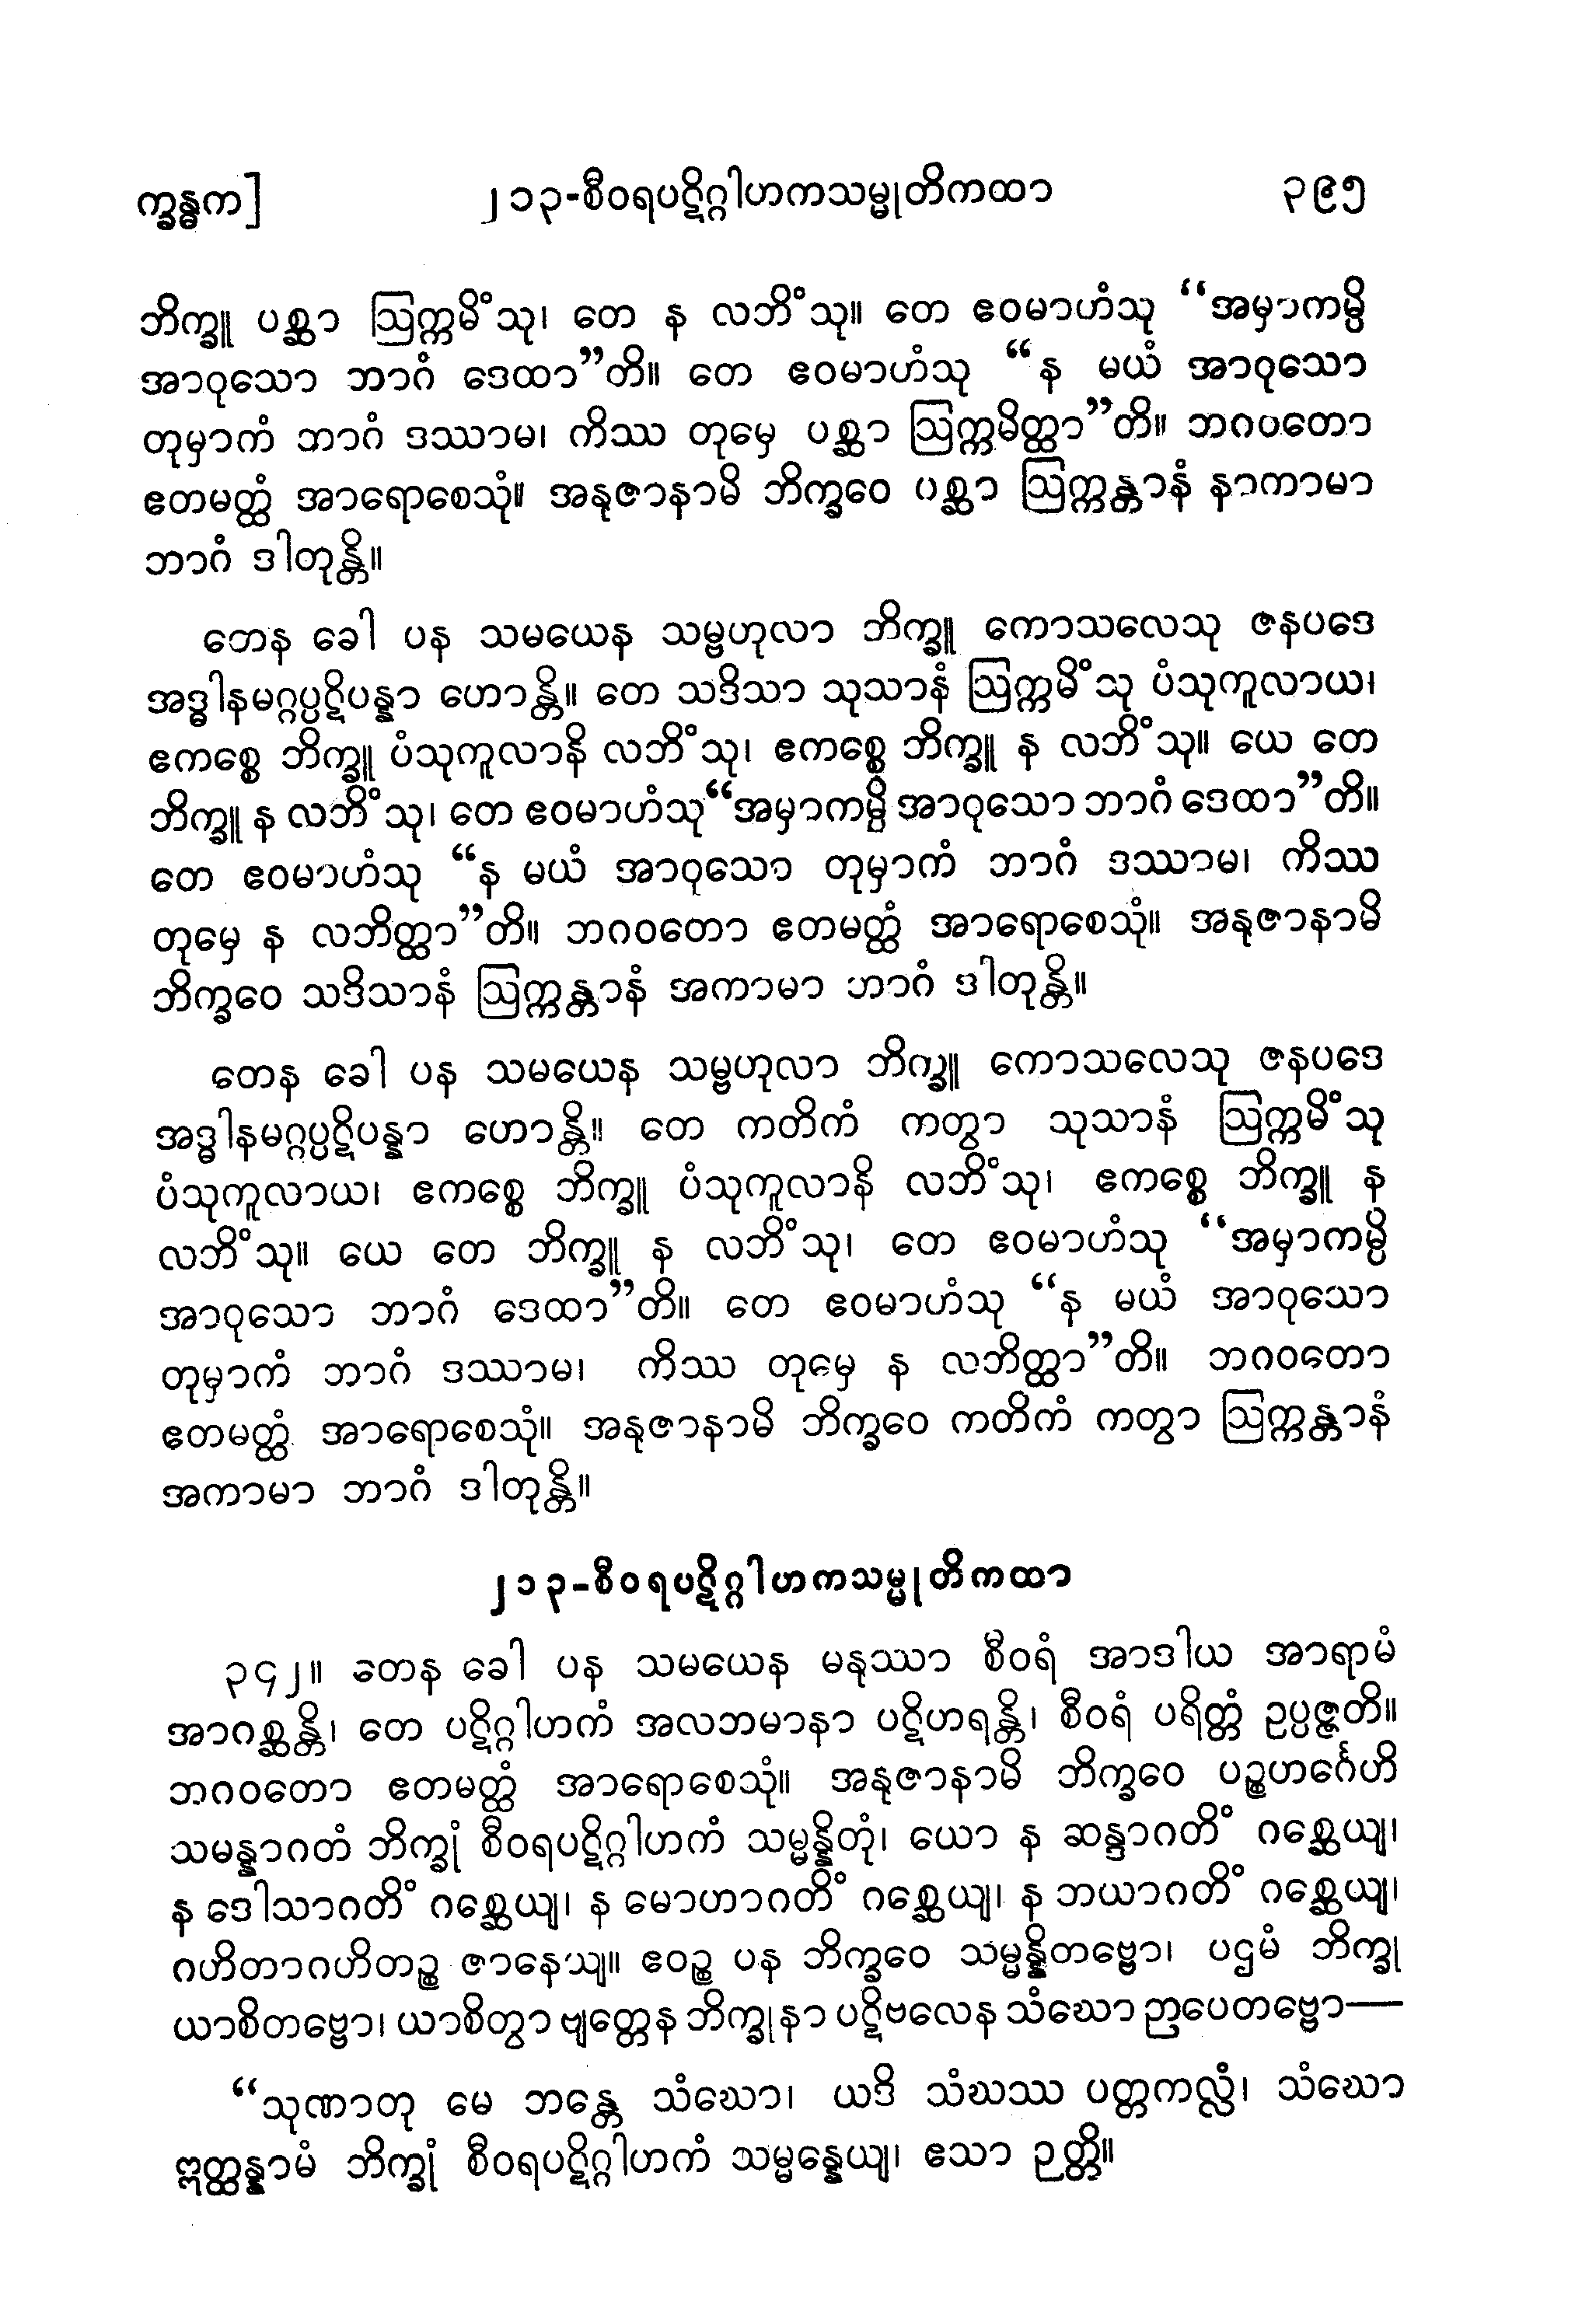 က္ခန္ဓက] ၂၁၃-စီဝရပဋိဂ္ဂါဟကသမ္မုတိကထာ ၃၉၅
ဘိက္ခူ ပစ္ဆာ ဩက္ကမိံသု၊ တေ န လဘိံသု။ တေ ဧဝမာဟံသု “အမှာကမ္ပိ
အာဝုသော ဘာဂံ ဒေထာ”တိ။ တေ ဧဝမာဟံသု “န မယံ အာဝုသော
တုမှာကံ ဘာဂံ ဒဿာမ၊ ကိဿ တုမှေ ပစ္ဆာ ဩက္ကမိတ္ထာ”တိ။ ဘဂဝတော
ဧတမတ္ထံ အာရောစေသုံ။ အနုဇာနာမိ ဘိက္ခဝေ ပစ္ဆာ ဩက္ကန္တာနံ နာကာမာ
ဘာဂံ ဒါတုန္တိ။
တေန ခေါ ပန သမယေန သမ္ဗဟုလာ ဘိက္ခူ ကောသလေသု ဇနပဒေ
အဒ္ဓါနမဂ္ဂပ္ပဋိပန္နာ ဟောန္တိ။ တေ သဒိသာ သုသာနံ ဩက္ကမိံသု ပံသုကူလာယ၊
ဧကစ္စေ ဘိက္ခူ ပံသုကူလာနိ လဘိံသု၊ ဧကစ္စေ ဘိက္ခူ န လဘိံသု။ ယေ တေ
ဘိက္ခူ န လဘိံသု၊ တေ ဧဝမာဟံသု“အမှာကမ္ပိ အာဝုသော ဘာဂံ ဒေထာ”တိ။
တေ ဧဝမာဟံသု “န မယံ အာဝုသော တုမှာကံ ဘာဂံ ဒဿာမ၊ ကိဿ
တုမှေ န လဘိတ္ထာ”တိ။ ဘဂဝတော ဧတမတ္ထံ အာရောစေသုံ။ အနုဇာနာမိ
ဘိက္ခဝေ သဒိသာနံ ဩက္ကန္တာနံ အကာမာ ဘာဂံ ဒါတုန္တိ။
တေန ခေါ ပန သမယေန သမ္ဗဟုလာ ဘိက္ခူ ကောသလေသု ဇနပဒေ
အဒ္ဓါနမဂ္ဂပ္ပဋိပန္နာ ဟောန္တိ။ တေ ကတိကံ ကတွာ သုသာနံ ဩက္ကမိံသု
ပံသုကူလာယ၊ ဧကစ္စေ ဘိက္ခူ ပံသုကူလာနိ လဘိံသု၊ ဧကစ္စေ ဘိက္ခူ န
လဘိံသု။ ယေ တေ ဘိက္ခူ န လဘိံသု၊ တေ ဧဝမာဟံသု “အမှာကမ္ပိ
အာဝုသော ဘာဂံ ဒေထာ”တိ။ တေ ဧဝမာဟံသု “န မယံ အာဝုသော
တုမှာကံ ဘာဂံ ဒဿာမ၊ ကိဿ တုမှေ န လဘိတ္ထာ”တိ။ ဘဂဝတော
ဧတမတ္ထံ အာရောစေသုံ။ အနုဇာနာမိ ဘိက္ခဝေ ကတိကံ ကတွာ ဩက္ကန္တာနံ
အကာမာ ဘာဂံ ဒါတုန္တိ။
၂၁၃-စီဝရပဋိဂ္ဂါဟကသမ္မုတိကထာ
၃၄၂။ တေန ခေါ ပန သမယေန မနုဿာ စီဝရံ အာဒါယ အာရာမံ
အာဂစ္ဆန္တိ၊ တေ ပဋိဂ္ဂါဟကံ အလဘမာနာ ပဋိဟရန္တိ၊ စီဝရံ ပရိတ္တံ ဥပ္ပဇ္ဇတိ။
ဘဂဝတော ဧတမတ္ထံ အာရောစေသုံ။ အနုဇာနာမိ ဘိက္ခဝေ ပဉ္စဟင်္ဂေဟိ
သမန္နာဂတံ ဘိက္ခုံ စီဝရပဋိဂ္ဂါဟကံ သမ္မန္နိတုံ၊ ယော န ဆန္ဒာဂတိံ ဂစ္ဆေယျ၊
န ဒေါသာဂတိံ ဂစ္ဆေယျ၊ န မောဟာဂတိံ ဂစ္ဆေယျ၊ န ဘယာဂတိံ ဂစ္ဆေယျ၊
ဂဟိတာဂဟိတဉ္စ ဇာနေယျ။ ဧဝဉ္စ ပန ဘိက္ခဝေ သမ္မန္နိတဗ္ဗော၊ ပဌမံ ဘိက္ခု
ယာစိတဗ္ဗော၊ ယာစိတွာ ဗျတ္တေန ဘိက္ခုနာ ပဋိဗလေန သံဃော ဉာပေတဗ္ဗော—
“သုဏာတု မေ ဘန္တေ သံဃော၊ ယဒိ သံဃဿ ပတ္တကလ္လံ၊ သံဃော
ဣတ္ထန္နာမံ ဘိက္ခုံ စီဝရပဋိဂ္ဂါဟကံ သမ္မန္နေယျ၊ ဧသာ ဉတ္တိ။